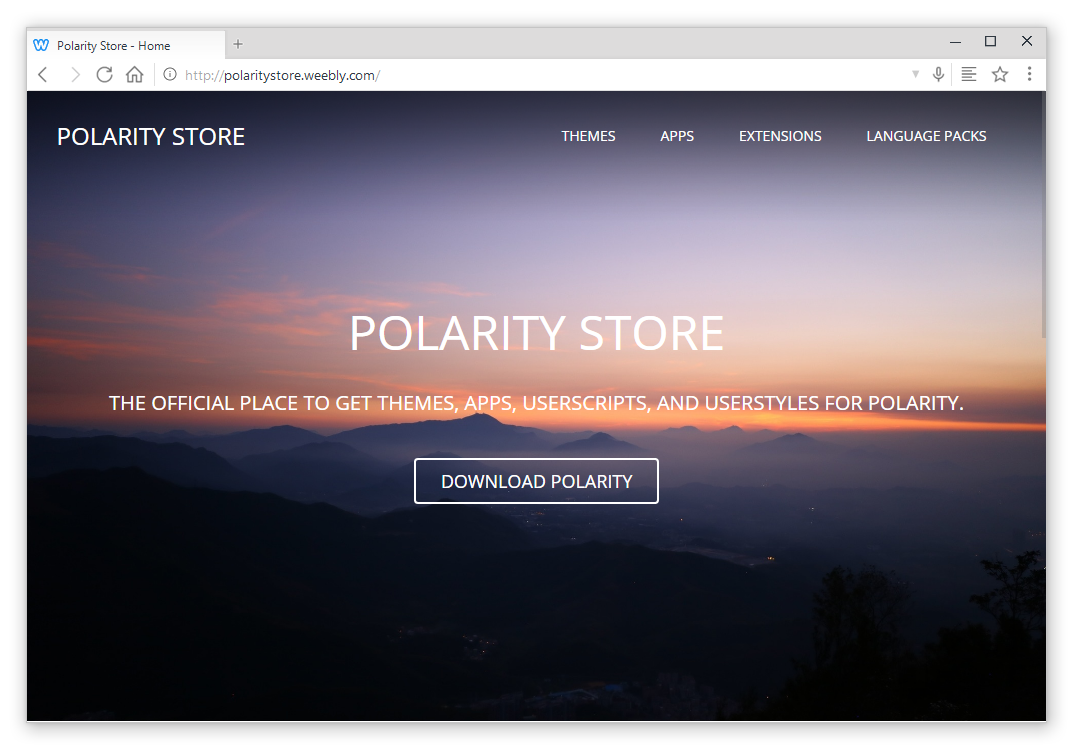 Polarity Store - Home
http://polaritystore.weebly.com/
POLARITY STORE
THEMES APPS EXTENSIONS LANGUAGE PACKS
POLARITY STORE
THE OFFICIAL PLACE TO GET THEMES, APPS, USERSCRIPTS, AND USERSTYLES FOR POLARITY.
DOWNLOAD POLARITY